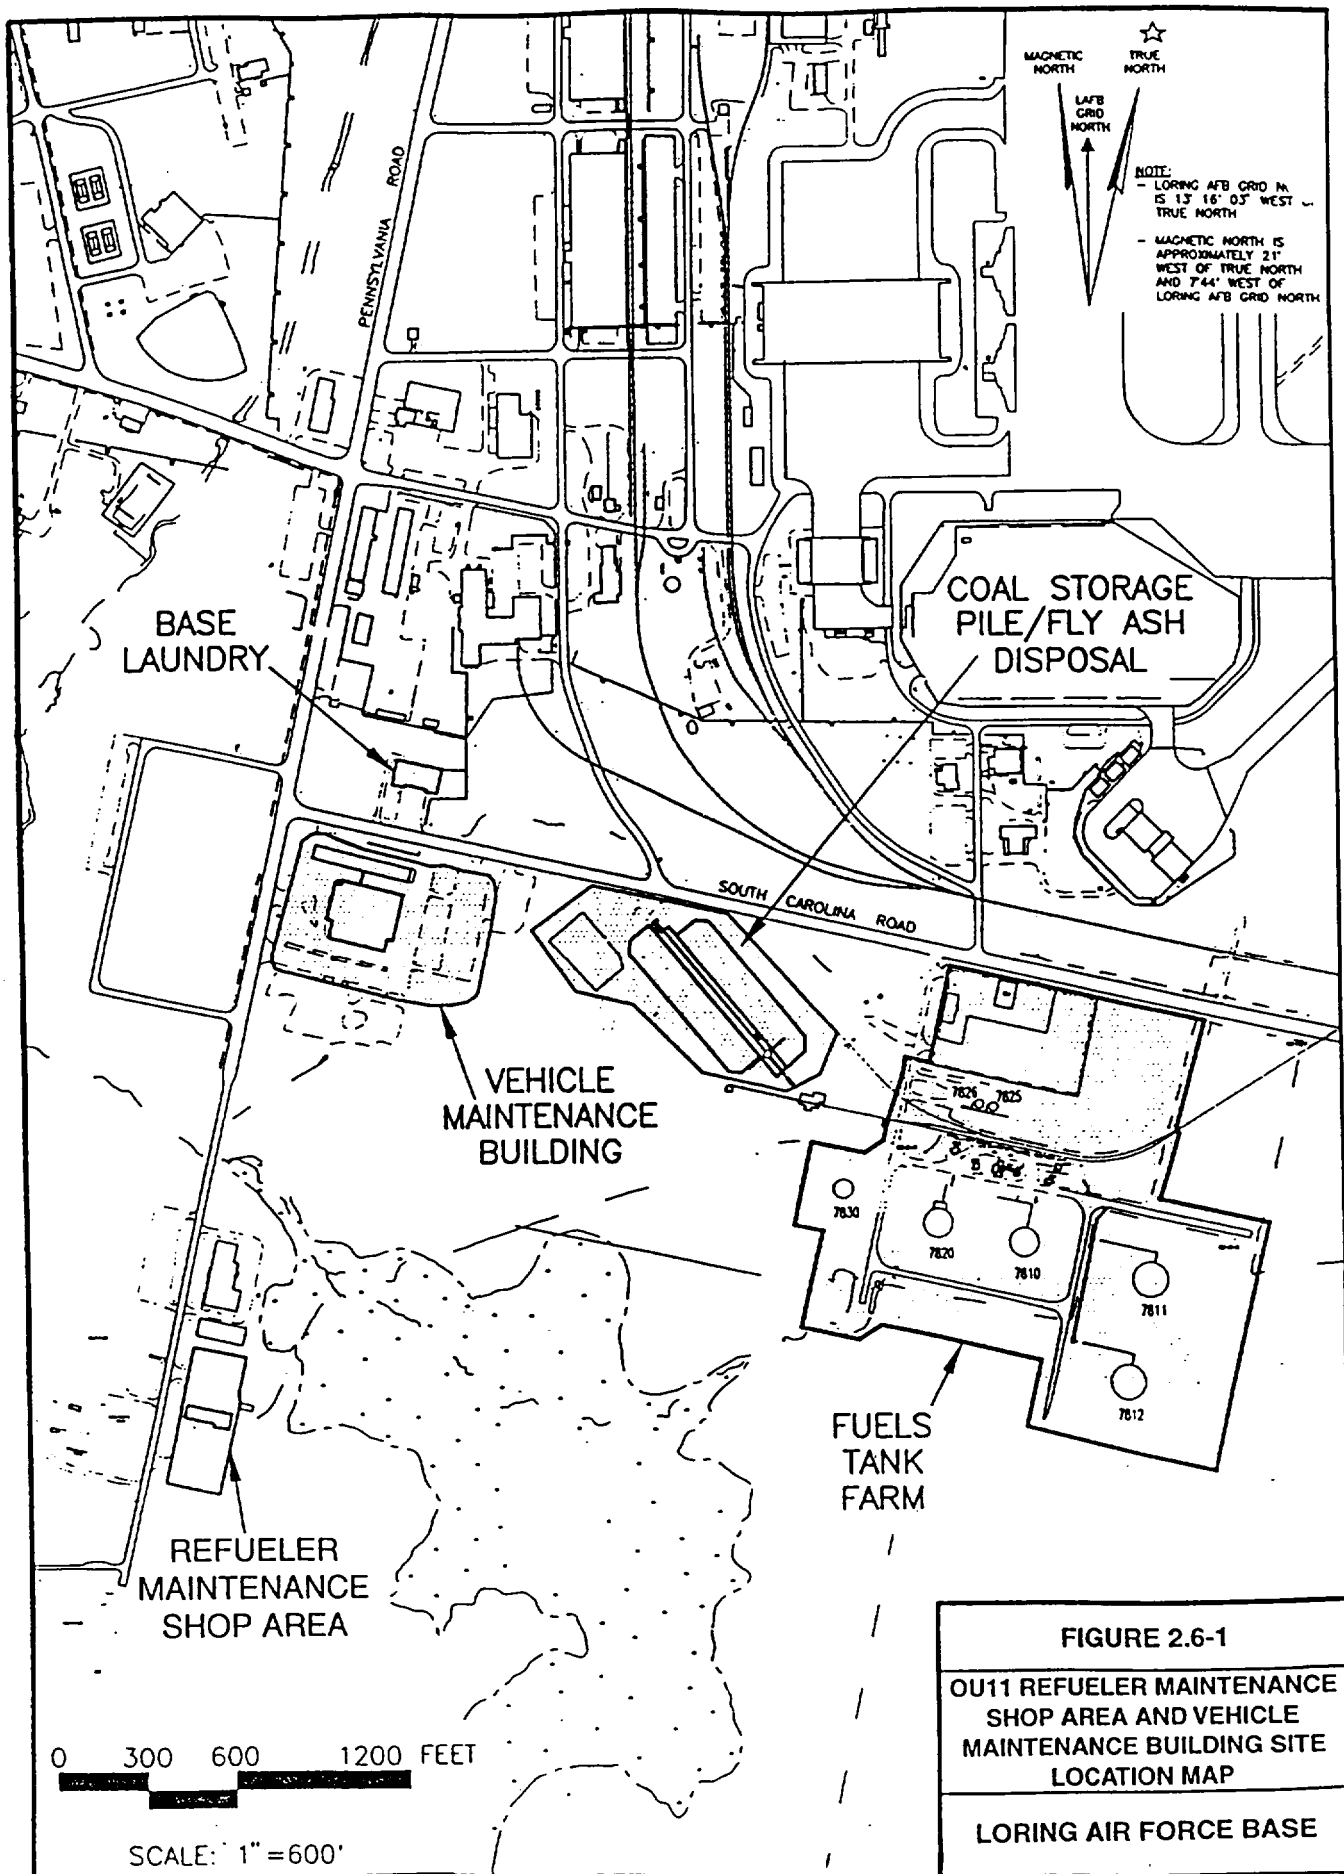 MAGNETIC
NORTH
TRUE
NORTH
LAFB
GRID
NORTH
NOTE:
- LORING AFB GRID
IS 13° 16' 03" WEST
TRUE NORTH
- MAGNETIC NORTH IS
APPROXIMATELY 21°
WEST OF TRUE NORTH
AND 7°44' WEST OF
LORING AFB GRID NORTH
PENNSYLVANIA ROAD
COAL STORAGE
PILE/FLY ASH
DISPOSAL
BASE
LAUNDRY
SOUTH CAROLINA ROAD
VEHICLE
MAINTENANCE
BUILDING
7826
7825
7830
7820
7810
7811
7812
FUELS
TANK
FARM
REFUELER
MAINTENANCE
SHOP AREA
0 300 600 1200 FEET
SCALE: 1"=600'
FIGURE 2.6-1
OU11 REFUELER MAINTENANCE
SHOP AREA AND VEHICLE
MAINTENANCE BUILDING SITE
LOCATION MAP
LORING AIR FORCE BASE